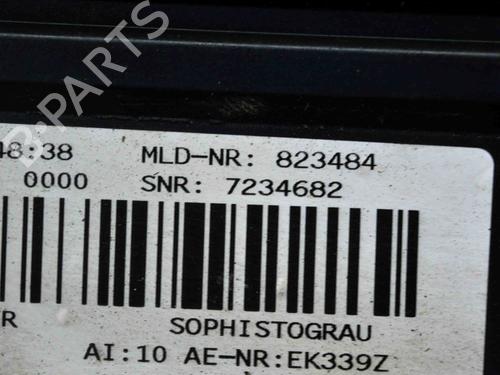 B-PARTS
48:38 MLD-NR: 823484
0000 SNR: 7234682
R SOPHISTOGRAU
AI:10 AE-NR:EK339Z